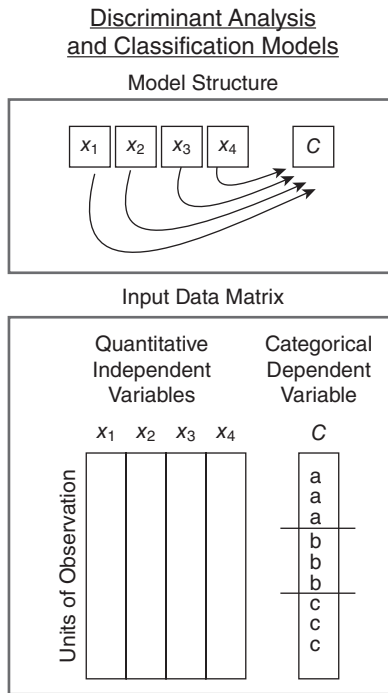 Discriminant Analysis
and Classification Models
Model Structure
x1 x2 x3 x4 C
Input Data Matrix
Quantitative
Independent
Variables
Categorical
Dependent
Variable
x1 x2 x3 x4 C
Units of Observation
a
a
a
b
b
b
c
c
c